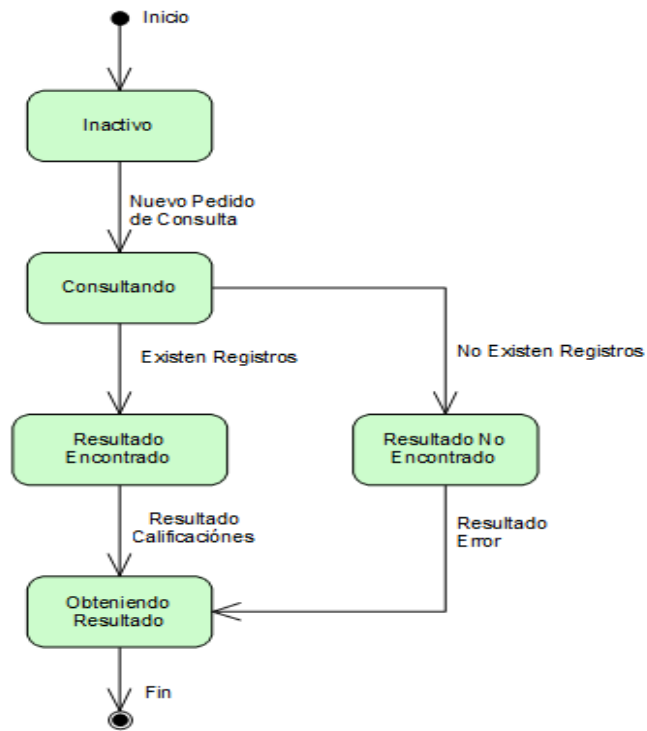 Inicio
Inactivo
Nuevo Pedido
de Consulta
Consultando
Existen Registros
No Existen Registros
Resultado
Encontrado
Resultado No
Encontrado
Resultado
Calificaciónes
Resultado
Error
Obteniendo
Resultado
Fin